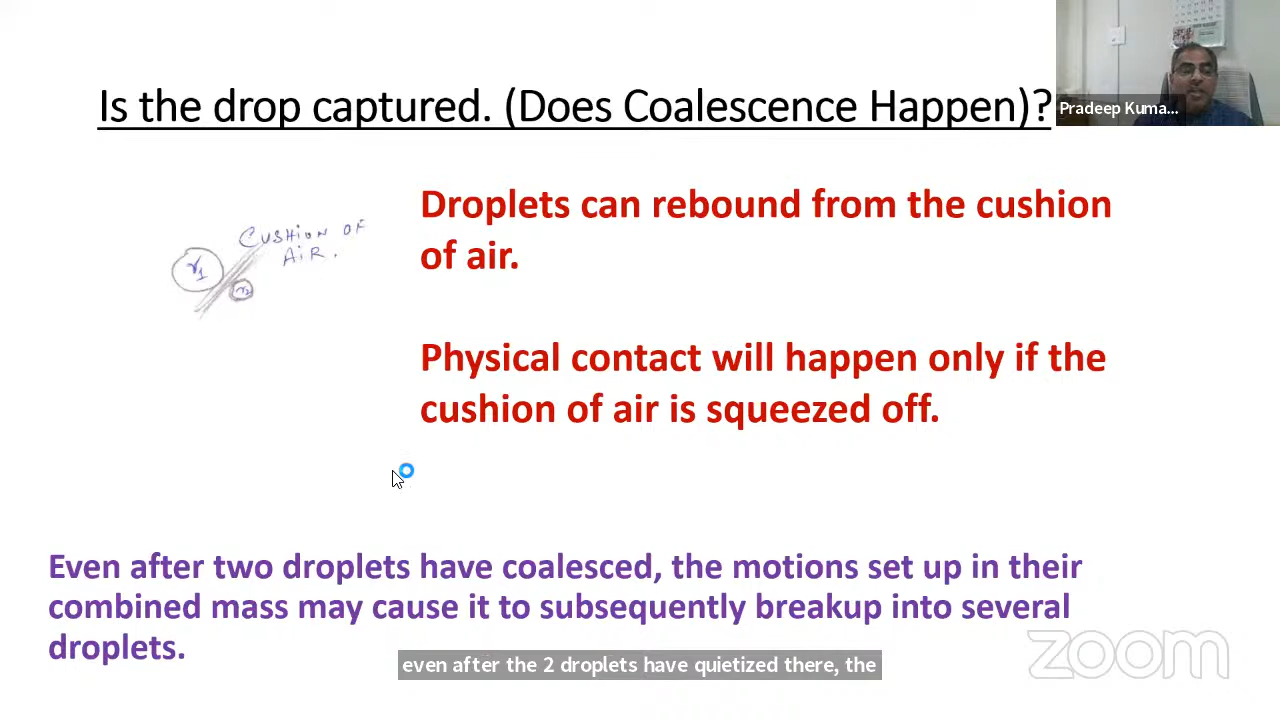 Is the drop captured. (Does Coalescence Happen)?
Pradeep Kuma...
Droplets can rebound from the cushion
of air.
CUSHION OF
AIR.
r1
r2
Physical contact will happen only if the
cushion of air is squeezed off.
Even after two droplets have coalesced, the motions set up in their
combined mass may cause it to subsequently breakup into several
droplets.
even after the 2 droplets have quietized there, the
zoom